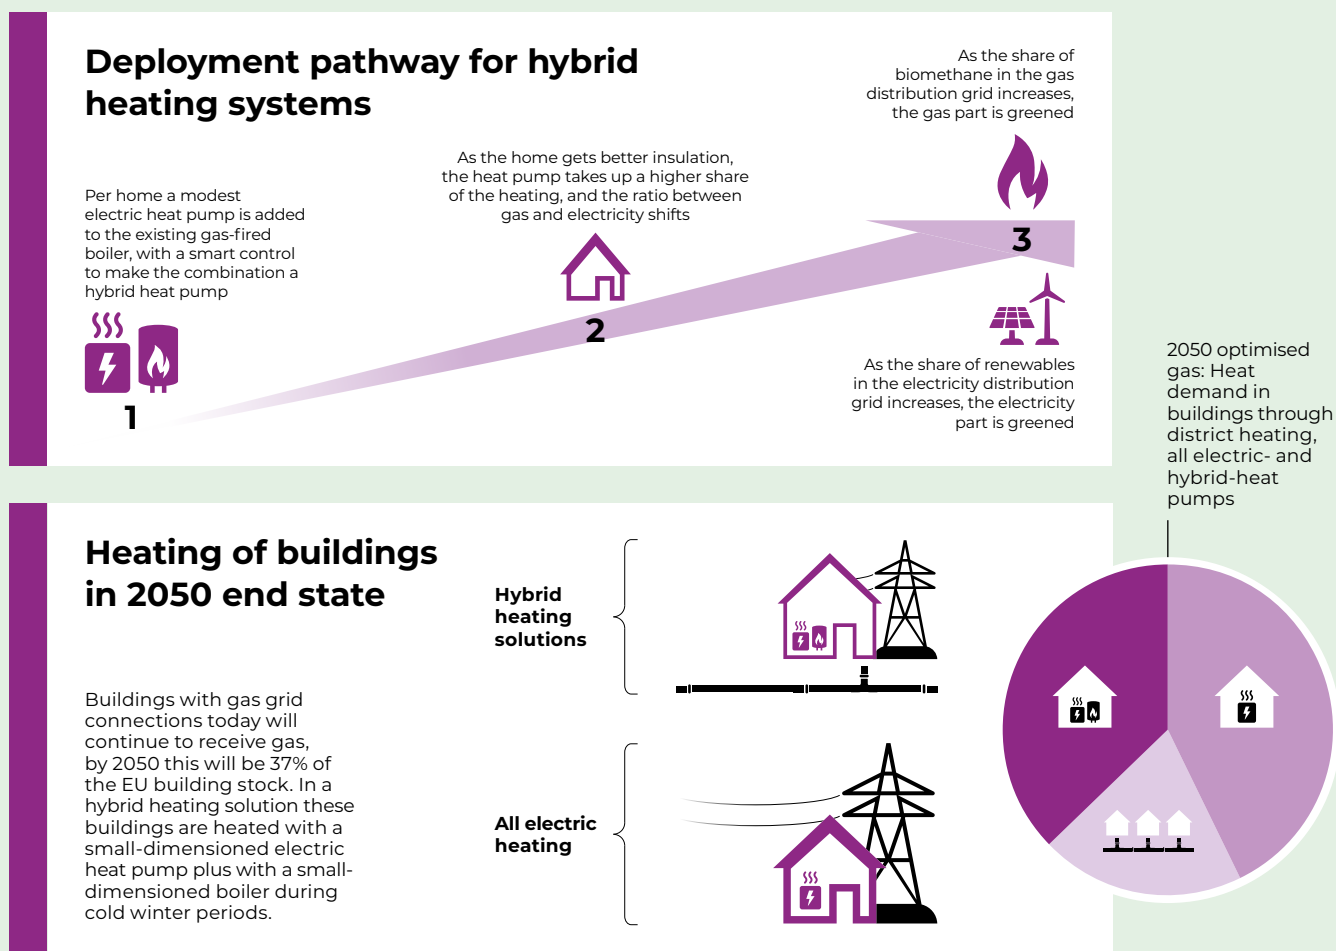 Deployment pathway for hybrid
heating systems
Per home a modest
electric heat pump is added
to the existing gas-fired
boiler, with a smart control
to make the combination a
hybrid heat pump
1
As the home gets better insulation,
the heat pump takes up a higher share
of the heating, and the ratio between
gas and electricity shifts
2
As the share of
biomethane in the gas
distribution grid increases,
the gas part is greened
3
As the share of renewables
in the electricity distribution
grid increases, the electricity
part is greened
Heating of buildings
in 2050 end state
Buildings with gas grid
connections today will
continue to receive gas,
by 2050 this will be 37% of
the EU building stock. In a
hybrid heating solution these
buildings are heated with a
small-dimensioned electric
heat pump plus with a small-
dimensioned boiler during
cold winter periods.
Hybrid
heating
solutions
All electric
heating
2050 optimised
gas: Heat
demand in
buildings through
district heating,
all electric- and
hybrid-heat
pumps